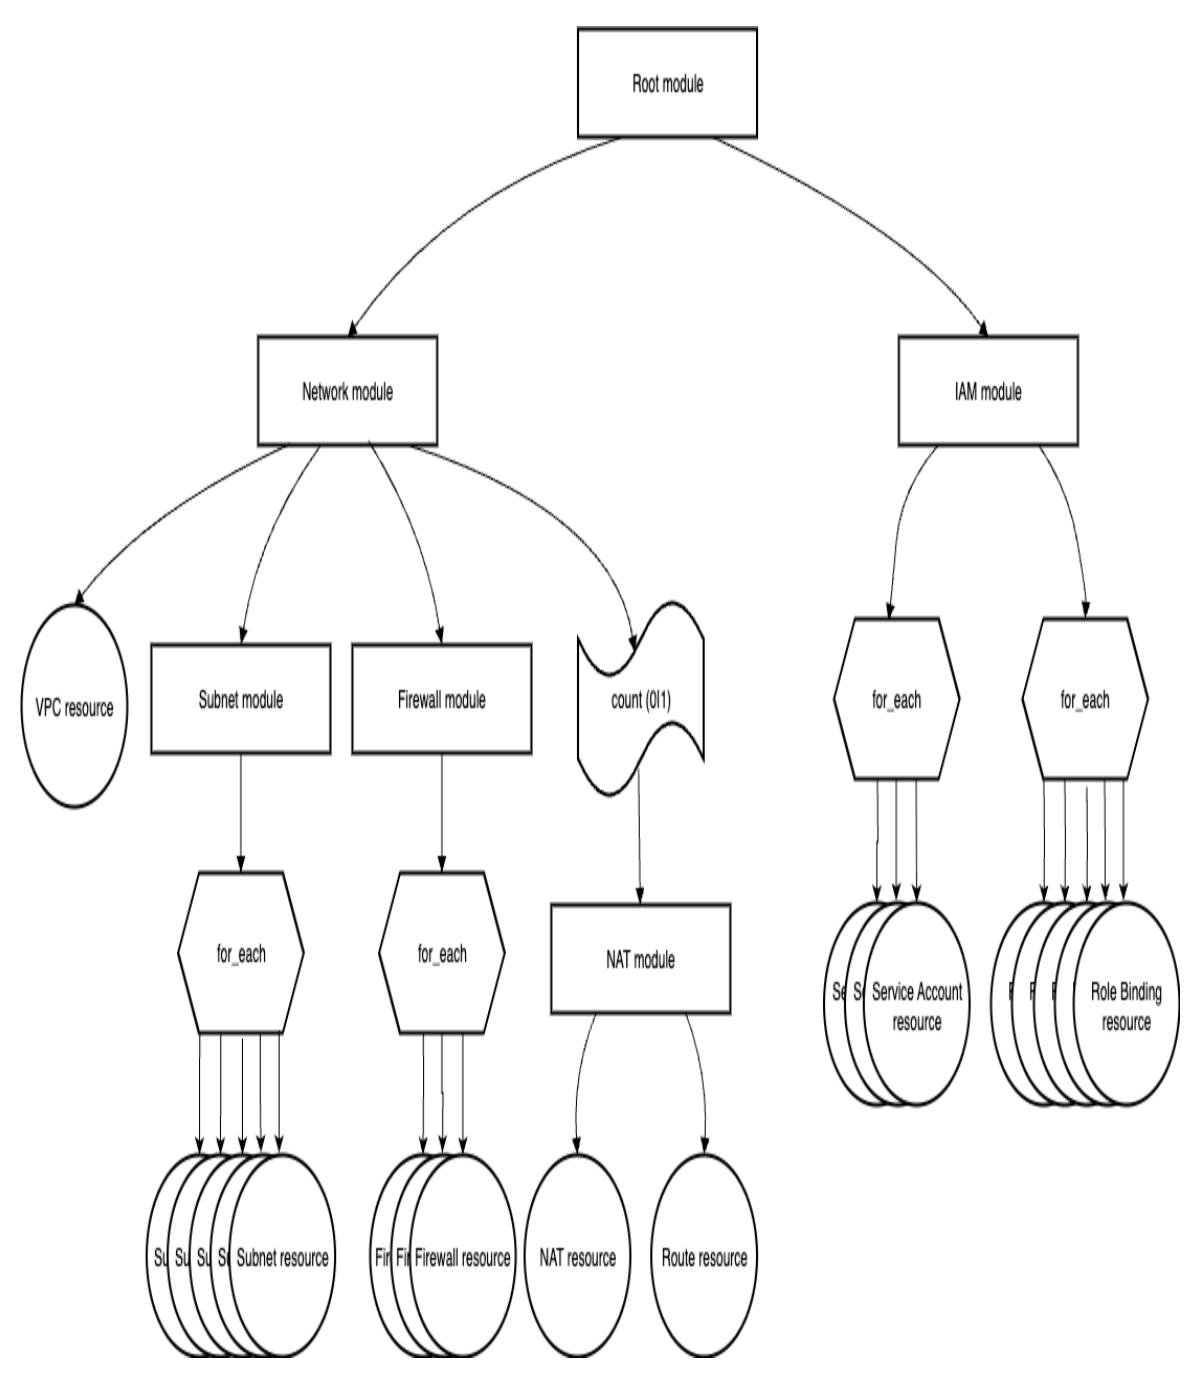 Root module
Network module
IAM module
VPC resource
Subnet module
Firewall module
count (0|1)
for_each
for_each
for_each
for_each
NAT module
Se
S
Service Account
resource
F
F
F
Role Binding
resource
Su
Su
Su
S
Subnet resource
Fir
Fir
Firewall resource
NAT resource
Route resource